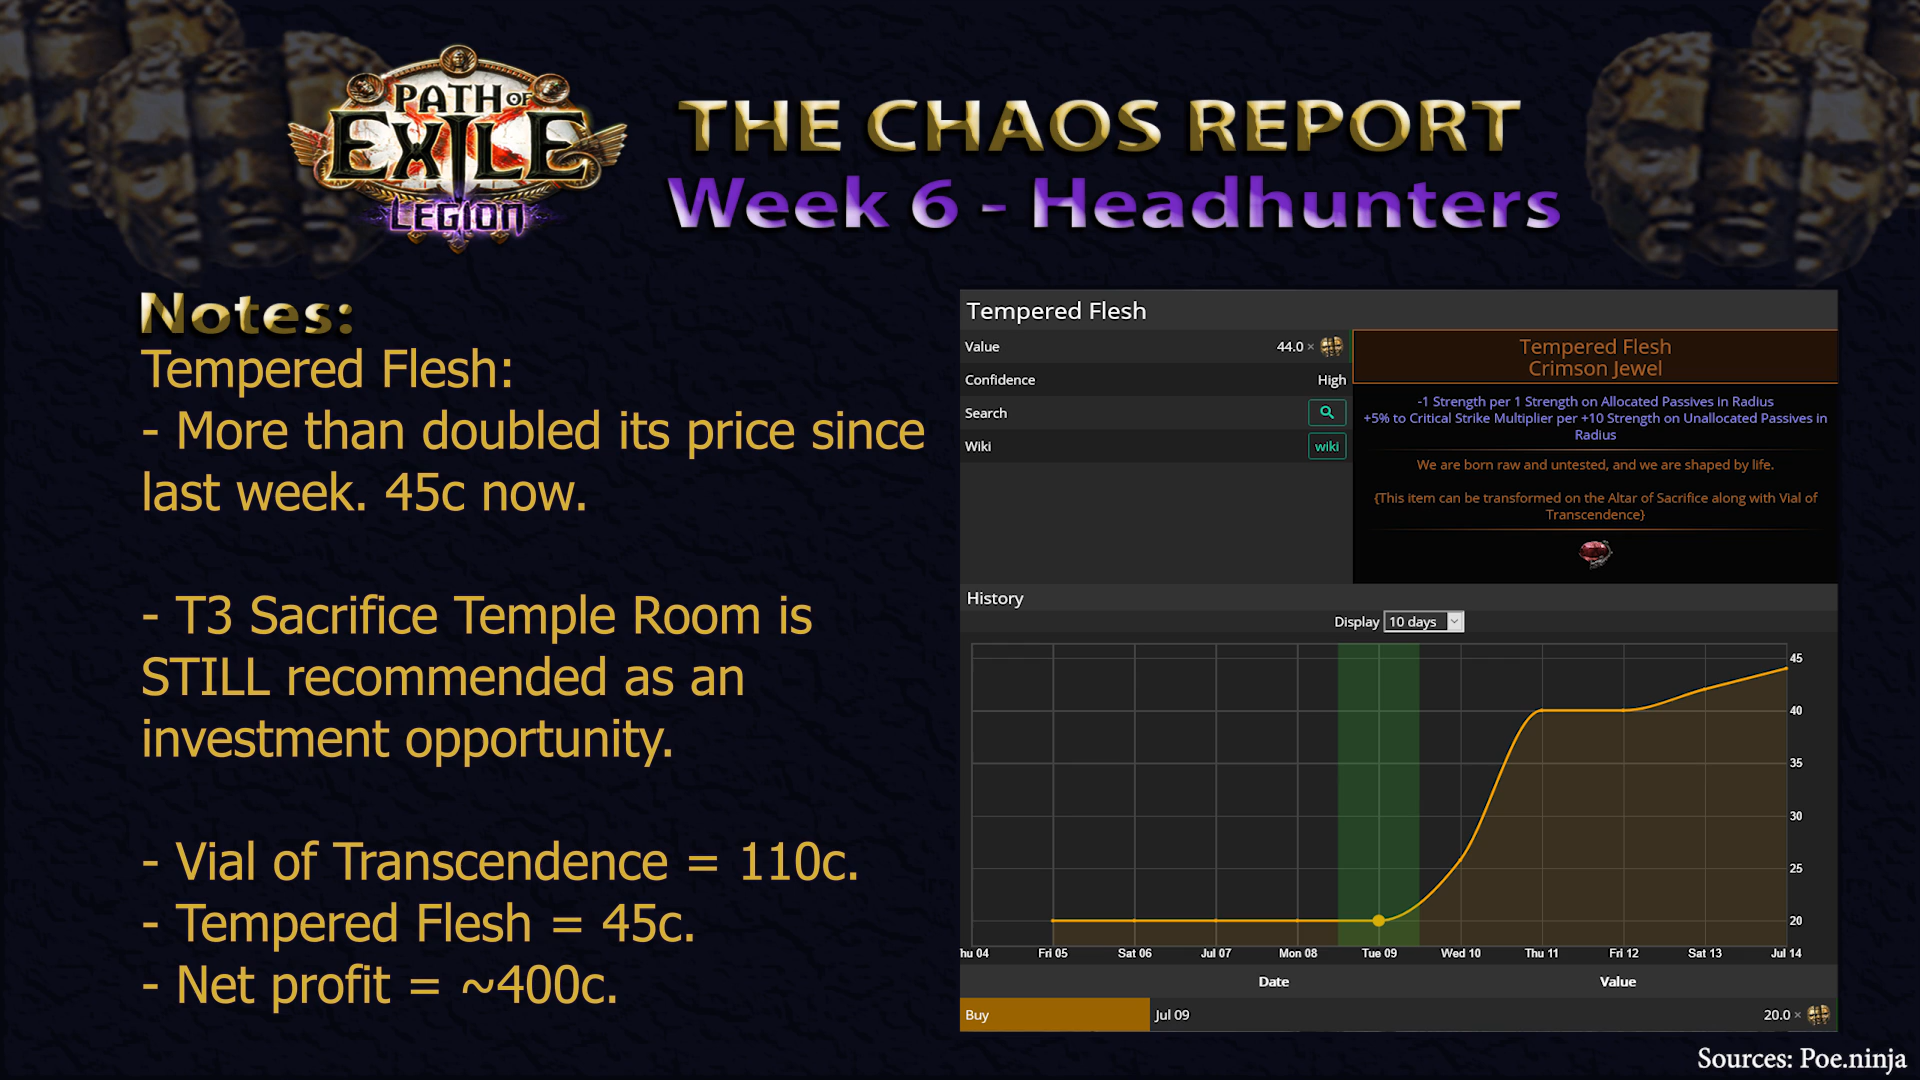 PATH OF
EXILE
LEGION
THE CHAOS REPORT
Week 6 - Headhunters
Notes:
Tempered Flesh:
- More than doubled its price since
last week. 45c now.
- T3 Sacrifice Temple Room is
STILL recommended as an
investment opportunity.
- Vial of Transcendence = 110c.
- Tempered Flesh = 45c.
- Net profit = ~400c.
Tempered Flesh
Value 44.0 ×
Confidence High
Search
Wiki wiki
Tempered Flesh
Crimson Jewel
-1 Strength per 1 Strength on Allocated Passives in Radius
+5% to Critical Strike Multiplier per +10 Strength on Unallocated Passives in
Radius
We are born raw and untested, and we are shaped by life.
{This item can be transformed on the Altar of Sacrifice along with Vial of
Transcendence}
History
Display 10 days
45
40
35
30
25
20
hu 04 Fri 05 Sat 06 Jul 07 Mon 08 Tue 09 Wed 10 Thu 11 Fri 12 Sat 13 Jul 14
Date Value
Buy Jul 09 20.0 ×
Sources: Poe.ninja